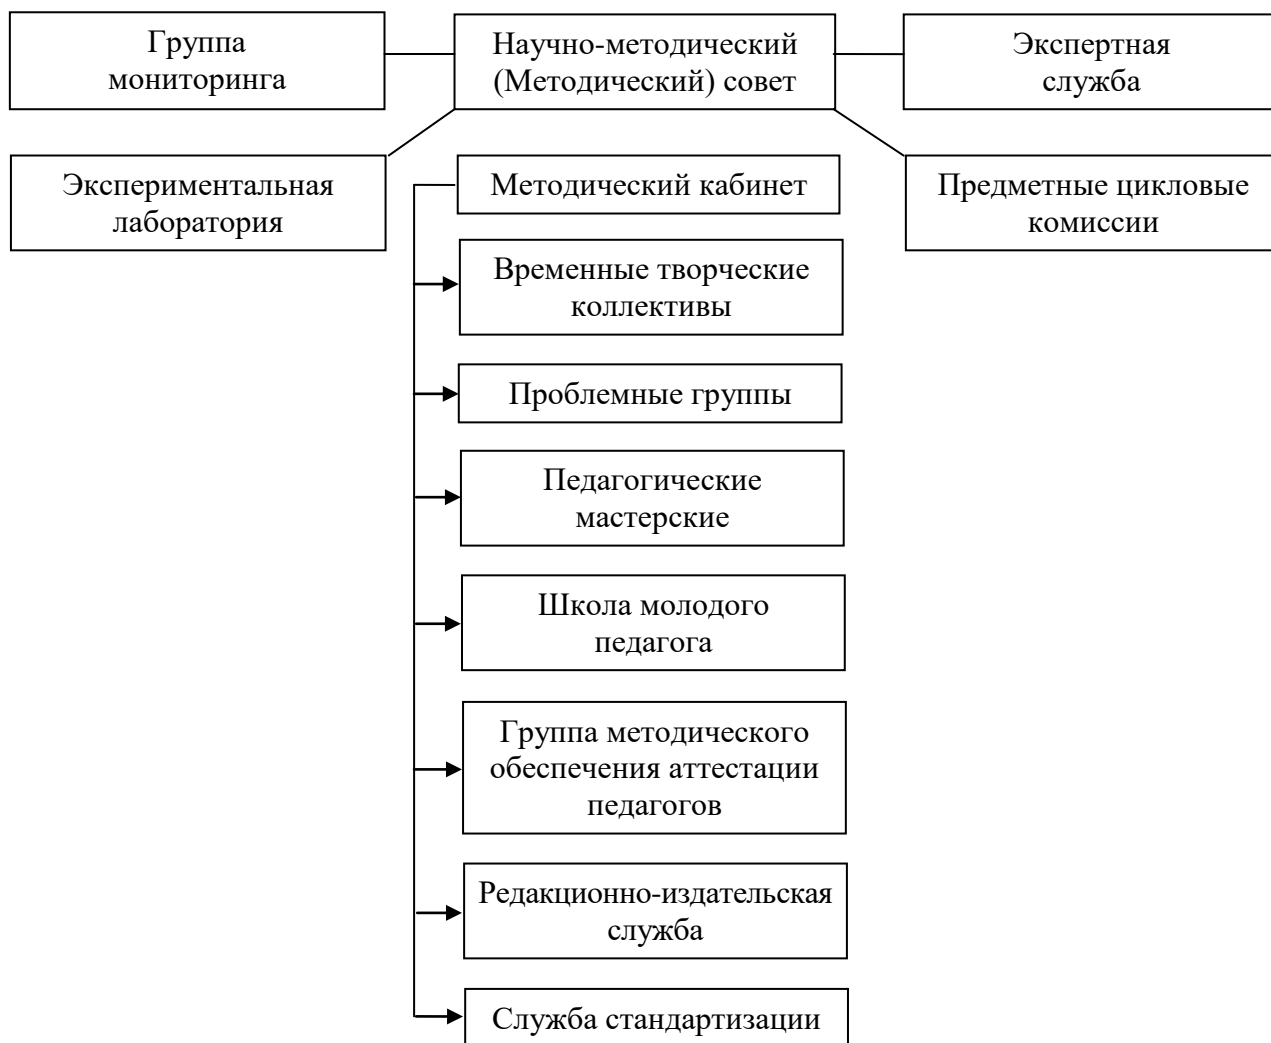 Группа
мониторинга
Научно-методический
(Методический) совет
Экспертная
служба
Экспериментальная
лаборатория
Методический кабинет
Предметные цикловые
комиссии
Временные творческие
коллективы
Проблемные группы
Педагогические
мастерские
Школа молодого
педагога
Группа методического
обеспечения аттестации
педагогов
Редакционно-издательская
служба
Служба стандартизации